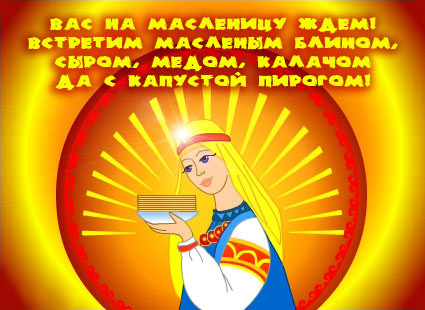 ВАС НА МАСЛЕНИЦУ ЖДЕМ!
ВСТРЕТИМ МАСЛЕНЫМ БЛИНОМ,
СЫРОМ, МЕДОМ, КАЛАЧОМ
ДА С КАПУСТОЙ ПИРОГОМ!